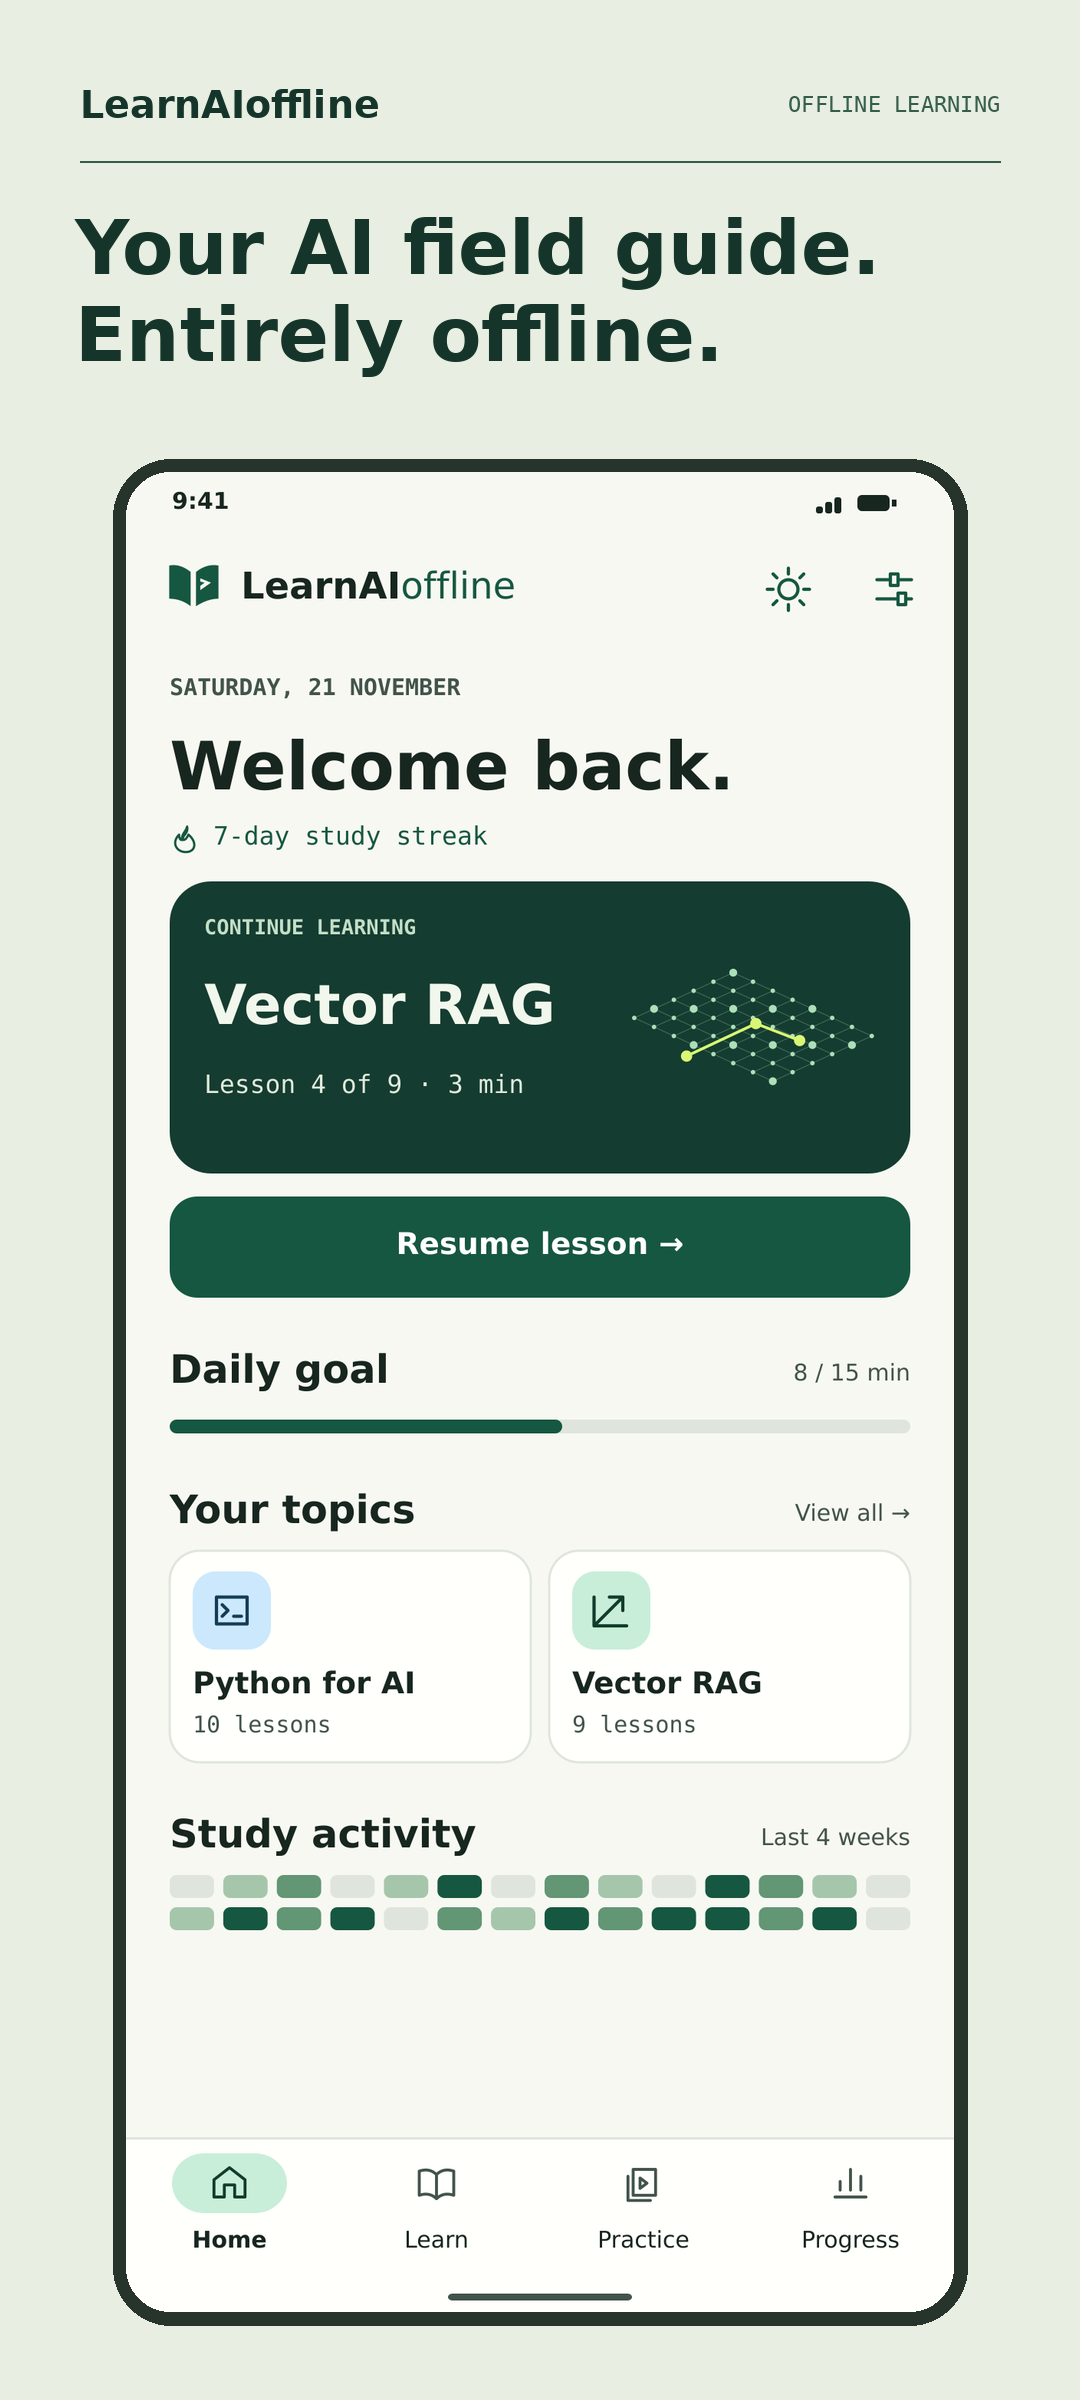 LearnAIoffline
OFFLINE LEARNING
Your AI field guide.
Entirely offline.
9:41
LearnAIoffline
SATURDAY, 21 NOVEMBER
Welcome back.
7-day study streak
CONTINUE LEARNING
Vector RAG
Lesson 4 of 9 · 3 min
Resume lesson →
Daily goal
8 / 15 min
Your topics
View all →
Python for AI
10 lessons
Vector RAG
9 lessons
Study activity
Last 4 weeks
Home
Learn
Practice
Progress